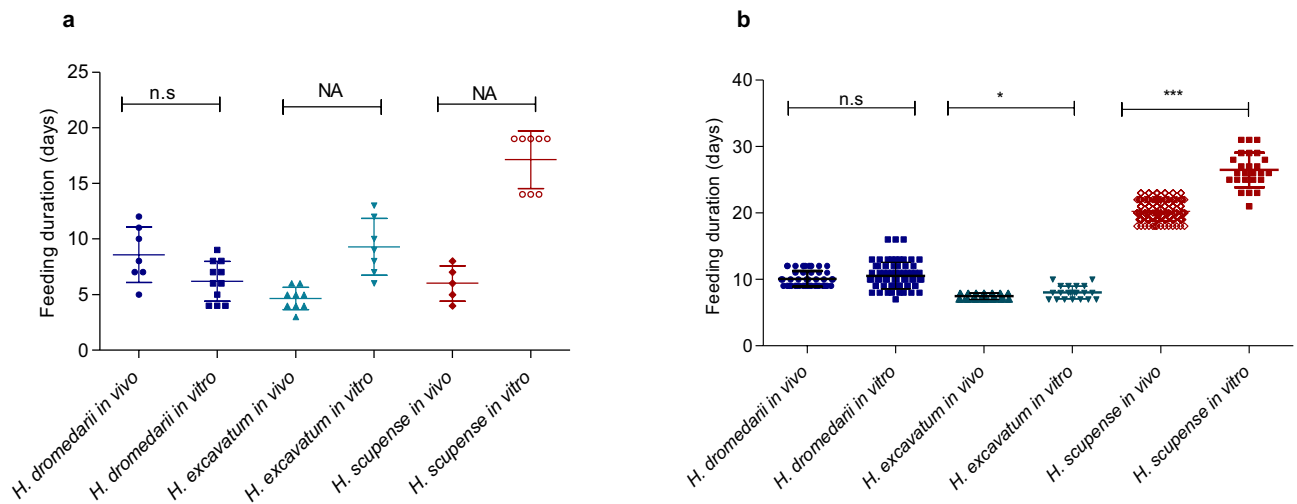 a
Feeding duration (days)
25
20
15
10
5
0
n.s
NA
NA
H. dromedarii in vivo
H. dromedarii in vitro
H. excavatum in vivo
H. excavatum in vitro
H. scupense in vivo
H. scupense in vitro
b
Feeding duration (days)
40
30
20
10
0
n.s
*
***
H. dromedarii in vivo
H. dromedarii in vitro
H. excavatum in vivo
H. excavatum in vitro
H. scupense in vivo
H. scupense in vitro